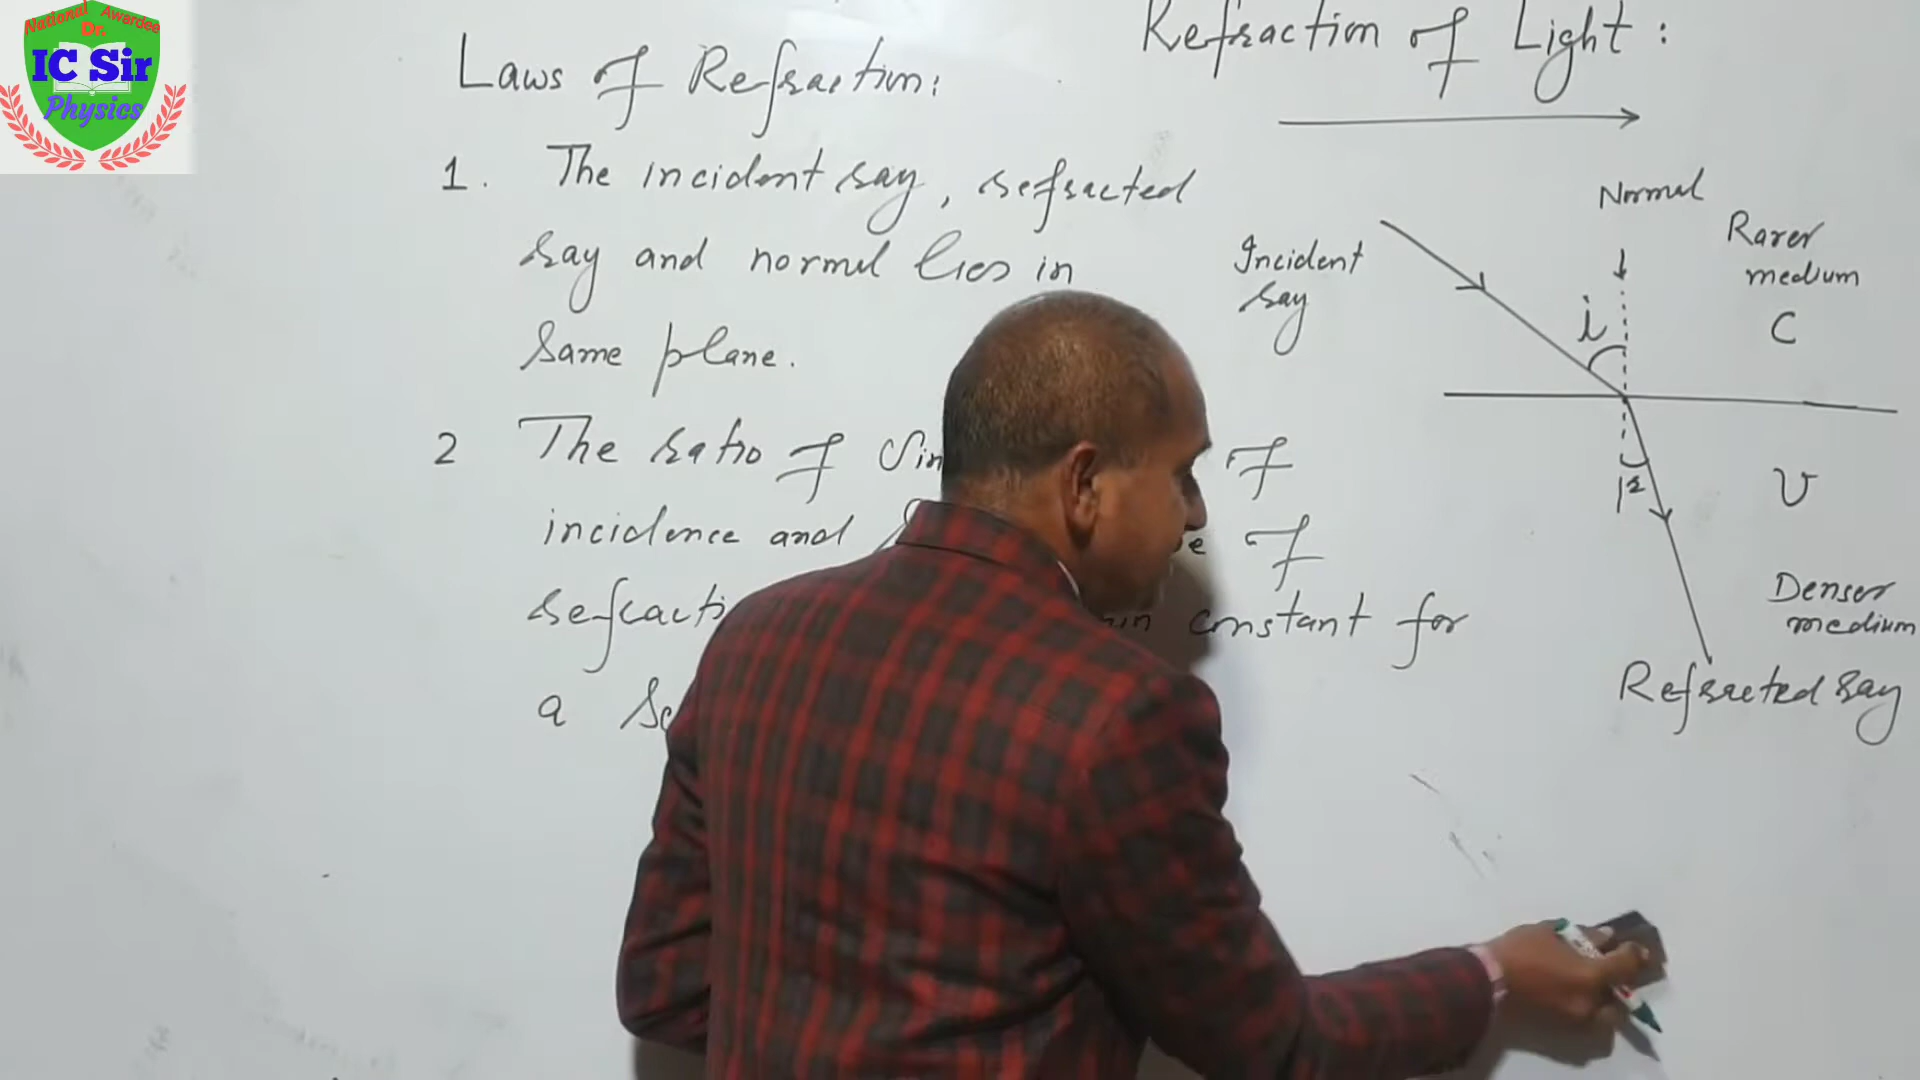 National Awardee
Dr.
IC Sir
Physics
Laws of Refraction:
1. The incident ray, refracted
ray and normal lies in
same plane.
2 The ratio of Sin of
incidence and of
refraction constant for
a
Refraction of Light:
Normal
Rarer
medium
Incident
ray
i
C
r
v
Denser
medium
Refracted ray